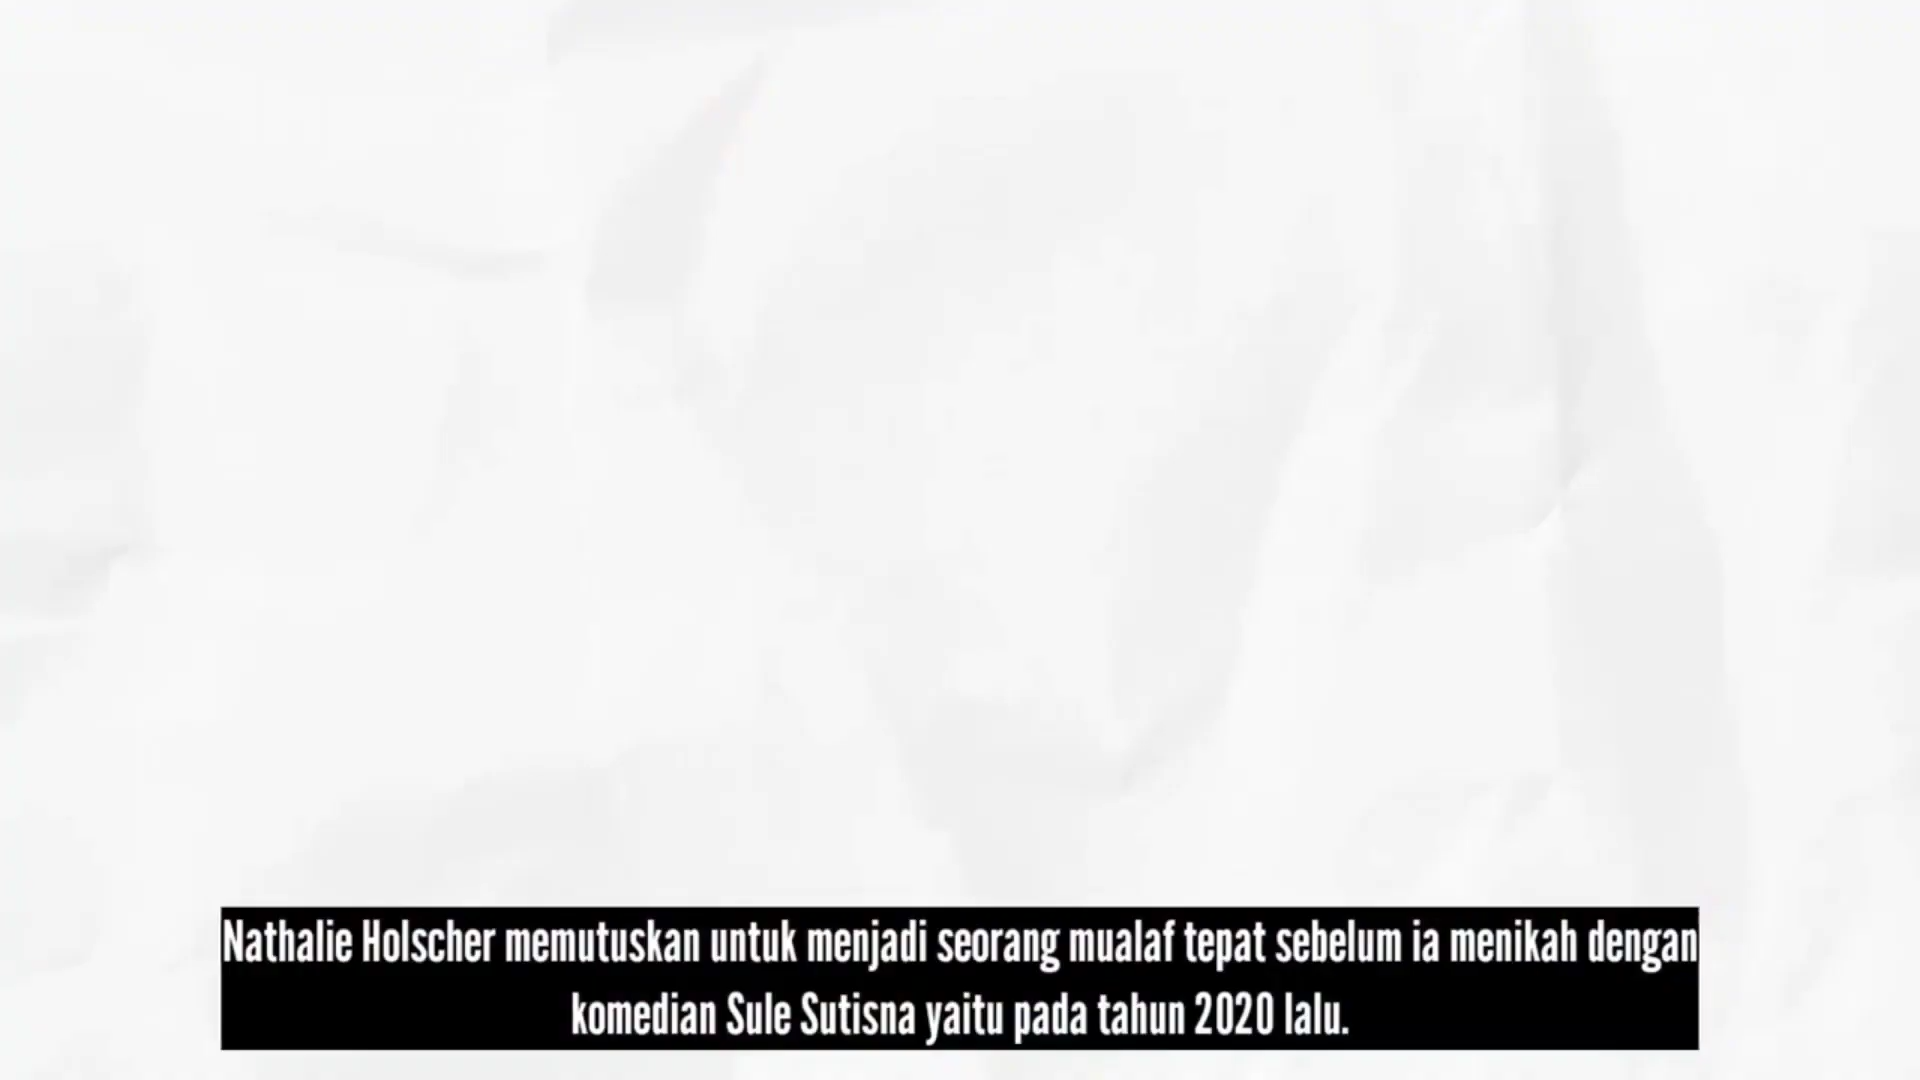 Nathalie Holscher memutuskan untuk menjadi seorang mualaf tepat sebelum ia menikah dengan
komedian Sule Sutisna yaitu pada tahun 2020 lalu.